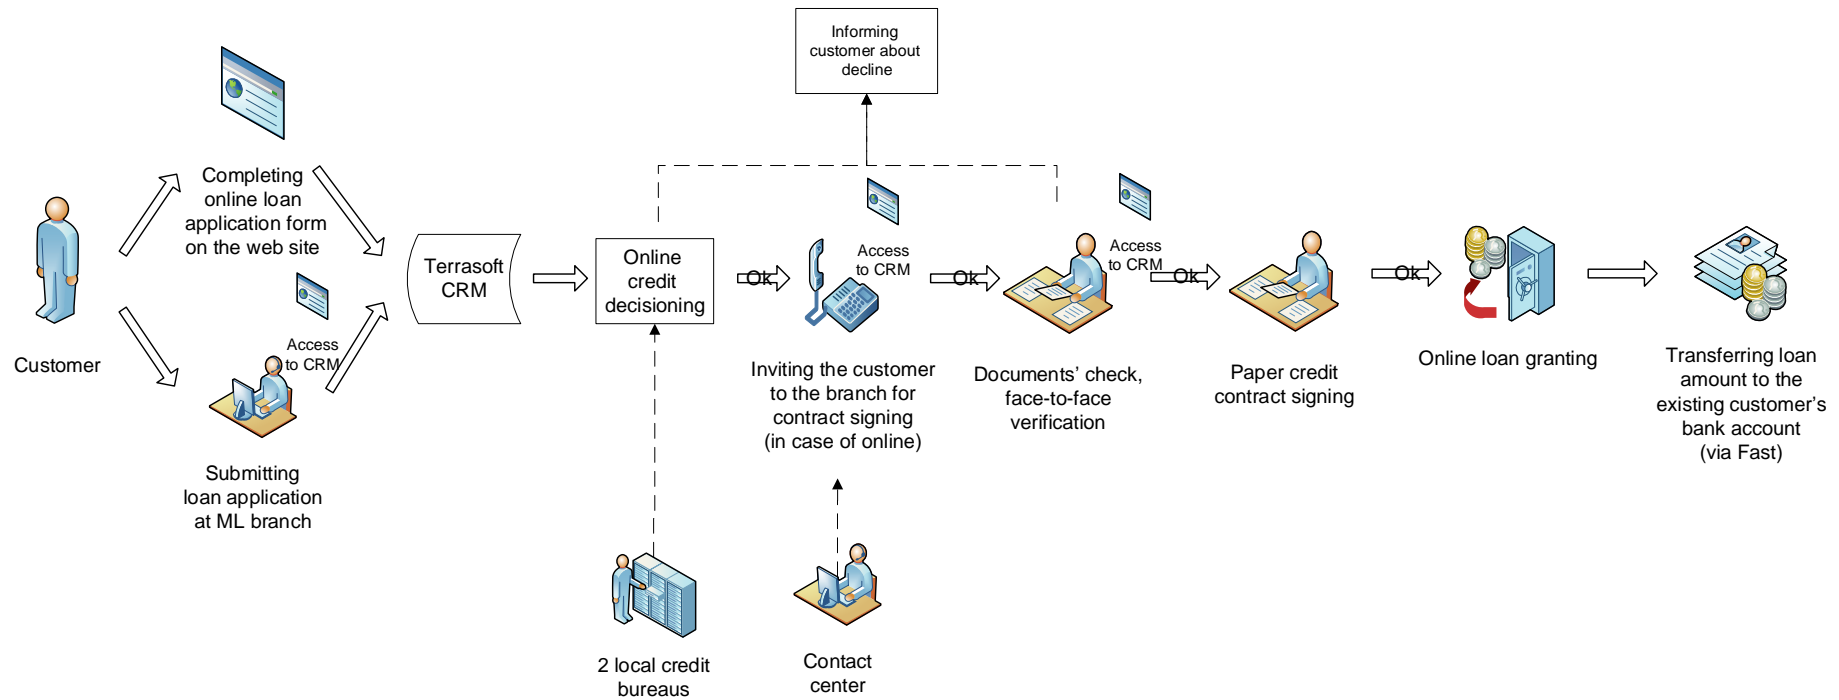 Informing
customer about
decline
Completing
online loan
application form
on the web site
Customer
Access
to CRM
Submitting
loan application
at ML branch
Terrasoft
CRM
Online
credit
decisioning
2 local credit
bureaus
Ok
Access
to CRM
Inviting the customer
to the branch for
contract signing
(in case of online)
Contact
center
Ok
Access
to CRM
Documents’ check,
face-to-face
verification
Ok
Paper credit
contract signing
Ok
Online loan granting
Transferring loan
amount to the
existing customer’s
bank account
(via Fast)